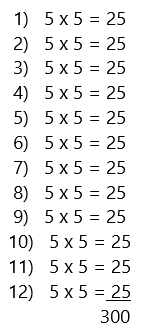 1) 5 x 5 = 25
2) 5 x 5 = 25
3) 5 x 5 = 25
4) 5 x 5 = 25
5) 5 x 5 = 25
6) 5 x 5 = 25
7) 5 x 5 = 25
8) 5 x 5 = 25
9) 5 x 5 = 25
10) 5 x 5 = 25
11) 5 x 5 = 25
12) 5 x 5 = 25
300